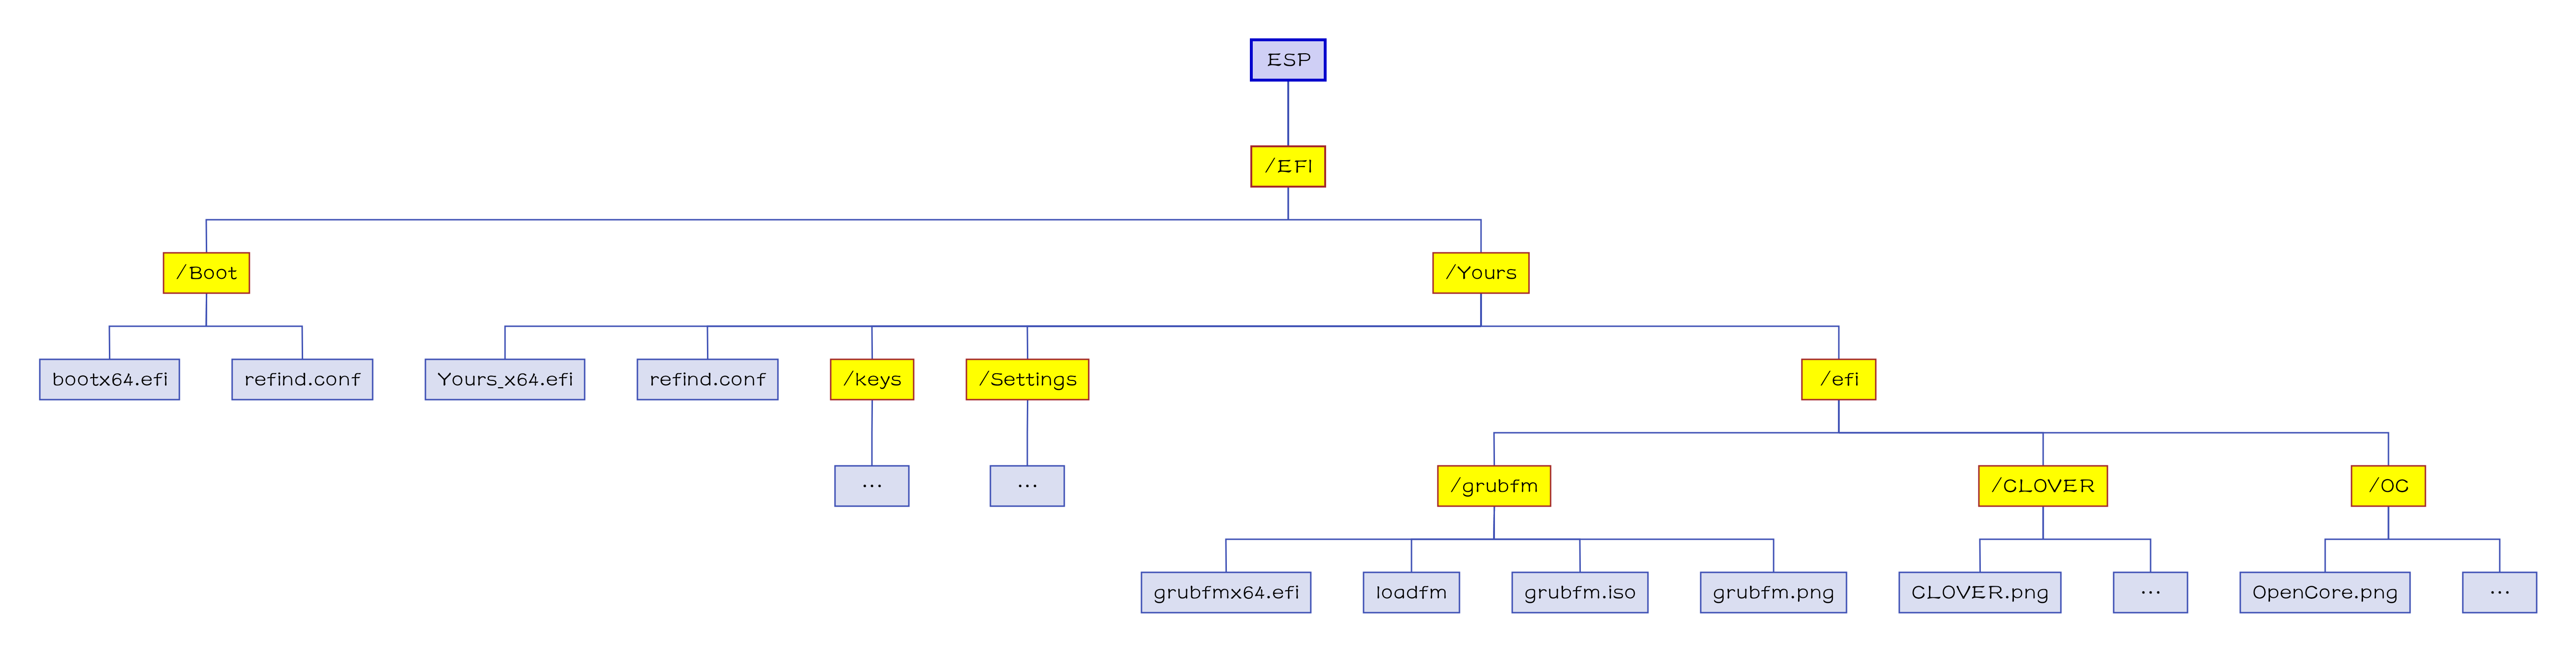 ESP
/EFI
/Boot
/Yours
bootx64.efi
refind.conf
Yours_x64.efi
refind.conf
/keys
/Settings
/efi
...
...
/grubfm
/CLOVER
/OC
grubfmx64.efi
loadfm
grubfm.iso
grubfm.png
CLOVER.png
...
OpenCore.png
...